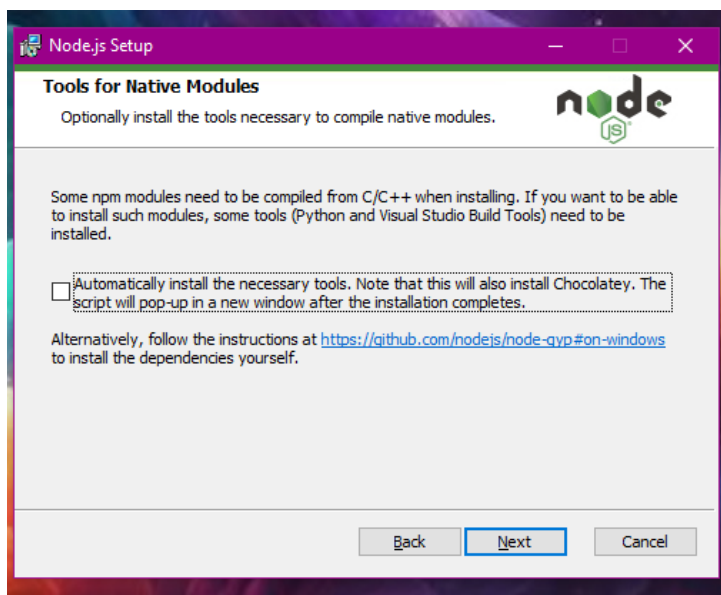 Node.js Setup
Tools for Native Modules
Optionally install the tools necessary to compile native modules.
node
JS
Some npm modules need to be compiled from C/C++ when installing. If you want to be able
to install such modules, some tools (Python and Visual Studio Build Tools) need to be
installed.
Automatically install the necessary tools. Note that this will also install Chocolatey. The
script will pop-up in a new window after the installation completes.
Alternatively, follow the instructions at https://github.com/nodejs/node-gyp#on-windows
to install the dependencies yourself.
Back Next Cancel